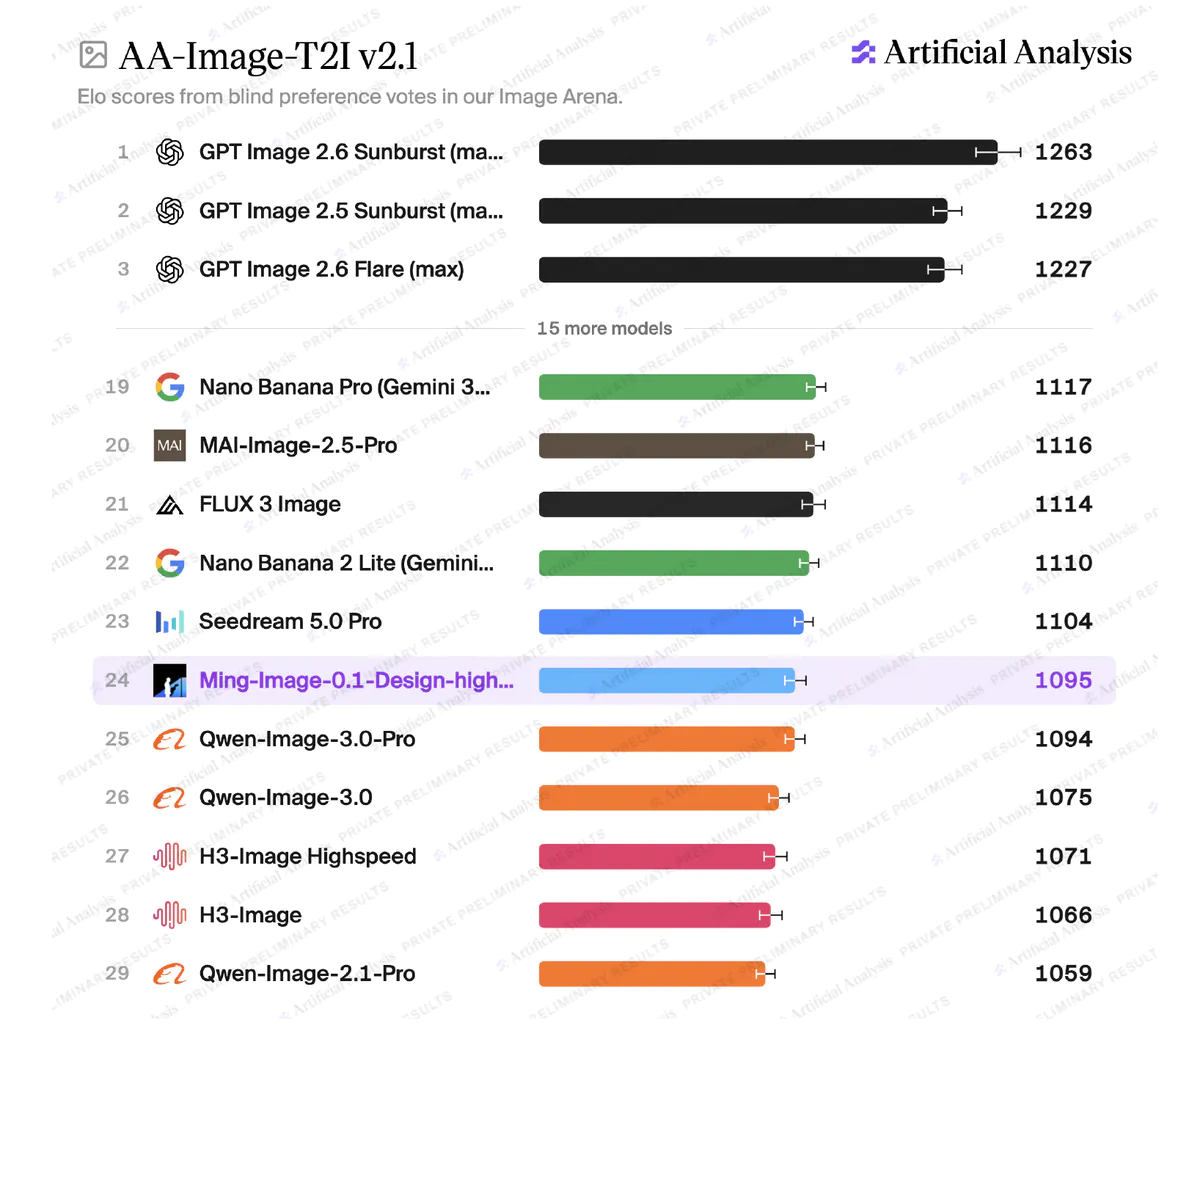 AA-Image-T2I v2.1
Artificial Analysis
Elo scores from blind preference votes in our Image Arena.
1 GPT Image 2.6 Sunburst (ma... 1263
2 GPT Image 2.5 Sunburst (ma... 1229
3 GPT Image 2.6 Flare (max) 1227
15 more models
19 Nano Banana Pro (Gemini 3... 1117
20 MAI MAI-Image-2.5-Pro 1116
21 FLUX 3 Image 1114
22 Nano Banana 2 Lite (Gemini... 1110
23 Seedream 5.0 Pro 1104
24 Ming-Image-0.1-Design-high... 1095
25 Qwen-Image-3.0-Pro 1094
26 Qwen-Image-3.0 1075
27 H3-Image Highspeed 1071
28 H3-Image 1066
29 Qwen-Image-2.1-Pro 1059
Artificial Analysis PRIVATE PRELIMINARY RESULTS